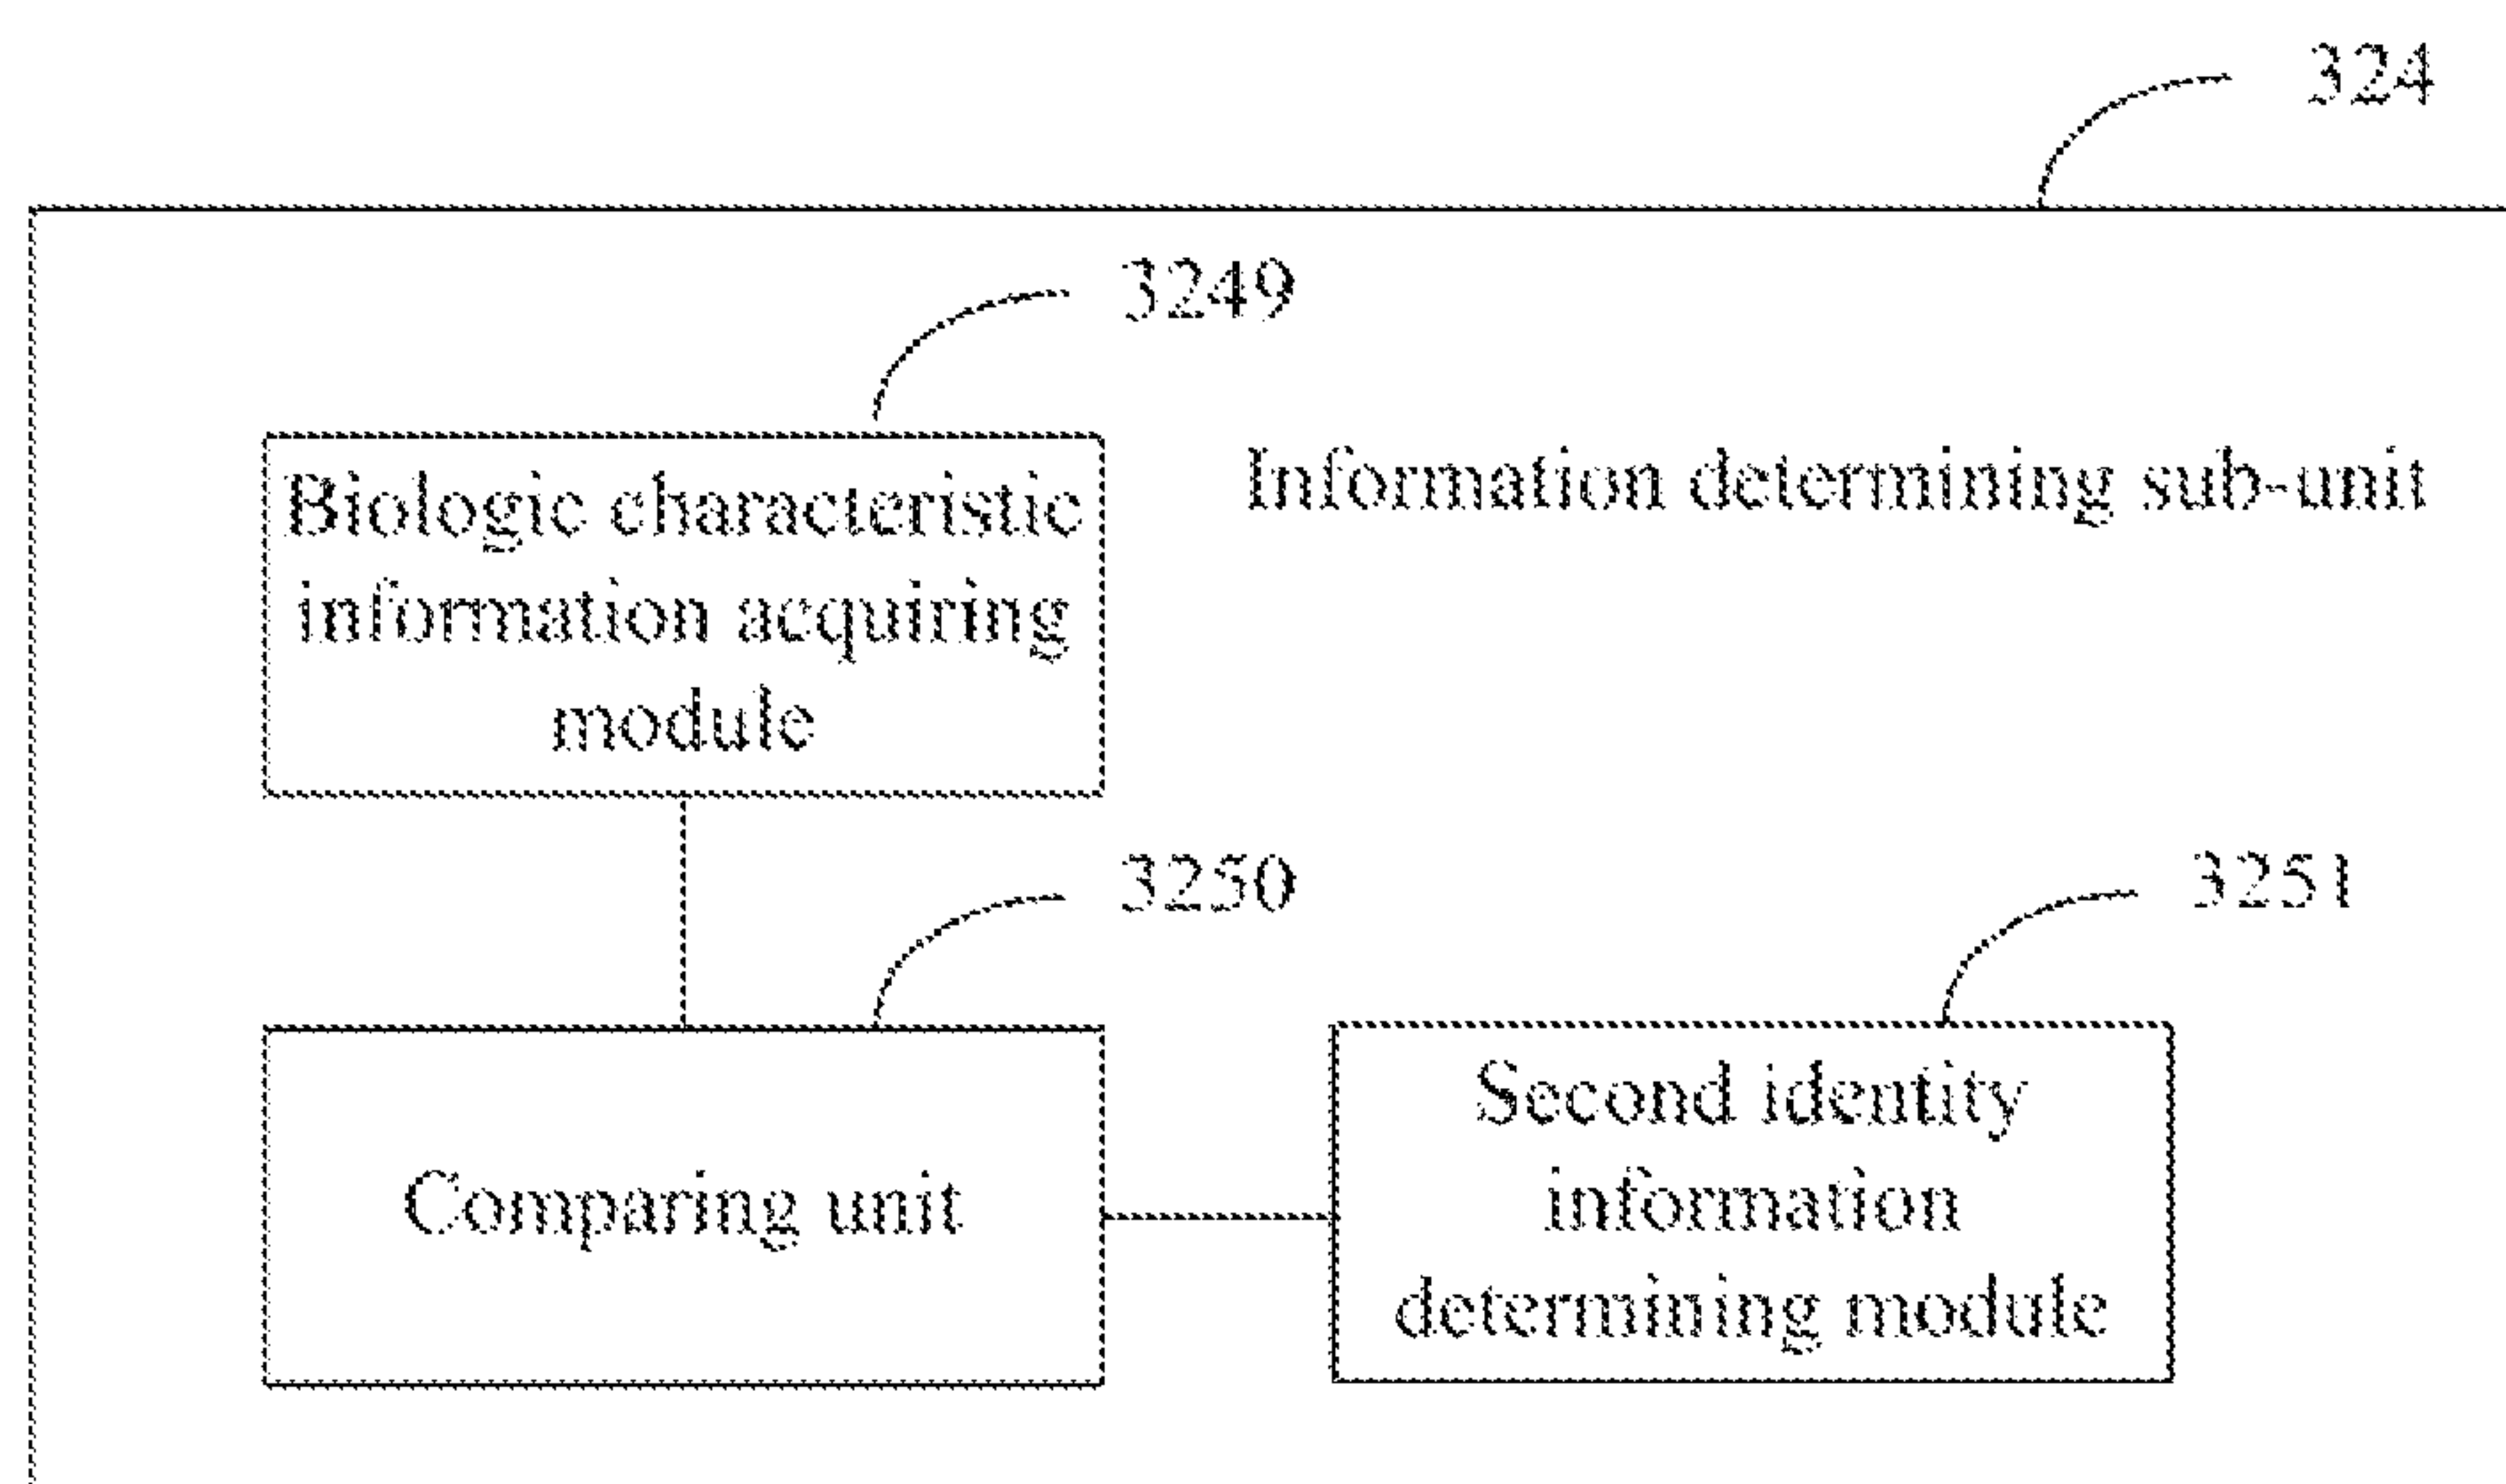 324
3249
Biologic characteristic
information acquiring
module
Information determining sub-unit
3250
3251
Comparing unit
Second identity
information
determining module